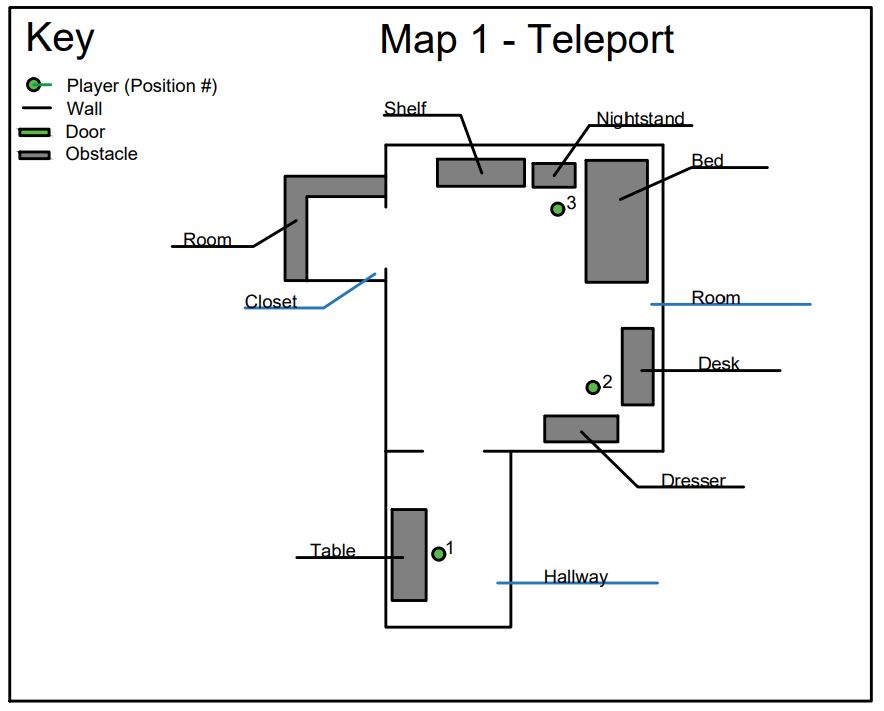 Key
Map 1 - Teleport
Player (Position #)
Wall
Door
Obstacle
Shelf
Nightstand
Bed
3
Room
Closet
Room
Desk
2
Dresser
Table
1
Hallway